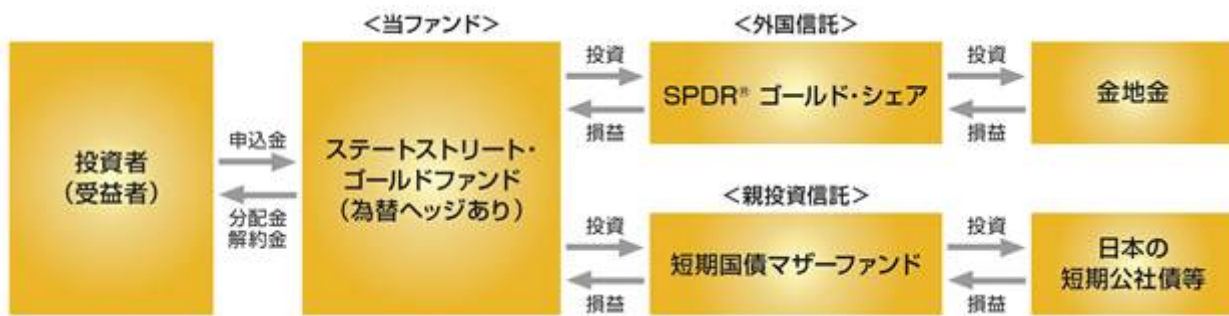 <当ファンド>
<外国信託>
投資者
(受益者)
申込金
分配金
解約金
ステートストリート・
ゴールドファンド
(為替ヘッジあり)
投資
損益
SPDR® ゴールド・シェア
投資
損益
金地金
<親投資信託>
投資
損益
短期国債マザーファンド
投資
損益
日本の
短期公社債等